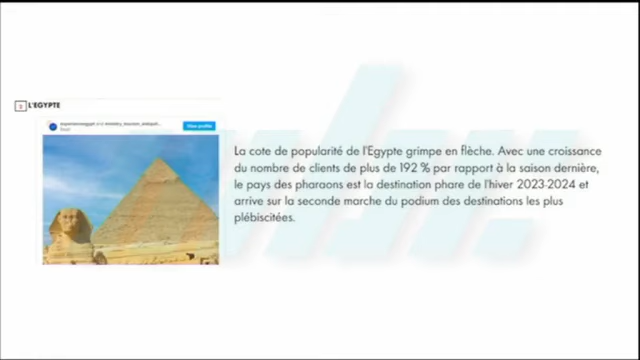 3 L'EGYPTE
View profile
La cote de popularité de l'Egypte grimpe en flèche. Avec une croissance
du nombre de clients de plus de 192 % par rapport à la saison dernière,
le pays des pharaons est la destination phare de l'hiver 2023-2024 et
arrive sur la seconde marche du podium des destinations les plus
plébiscitées.